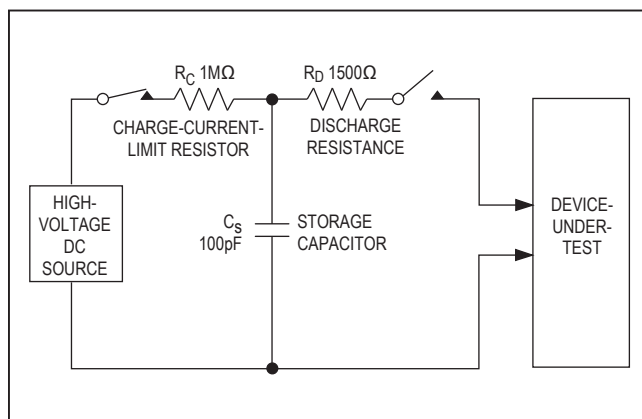 R_C 1MΩ
CHARGE-CURRENT-
LIMIT RESISTOR
R_D 1500Ω
DISCHARGE
RESISTANCE
HIGH-
VOLTAGE
DC
SOURCE
C_S
100pF
STORAGE
CAPACITOR
DEVICE-
UNDER-
TEST